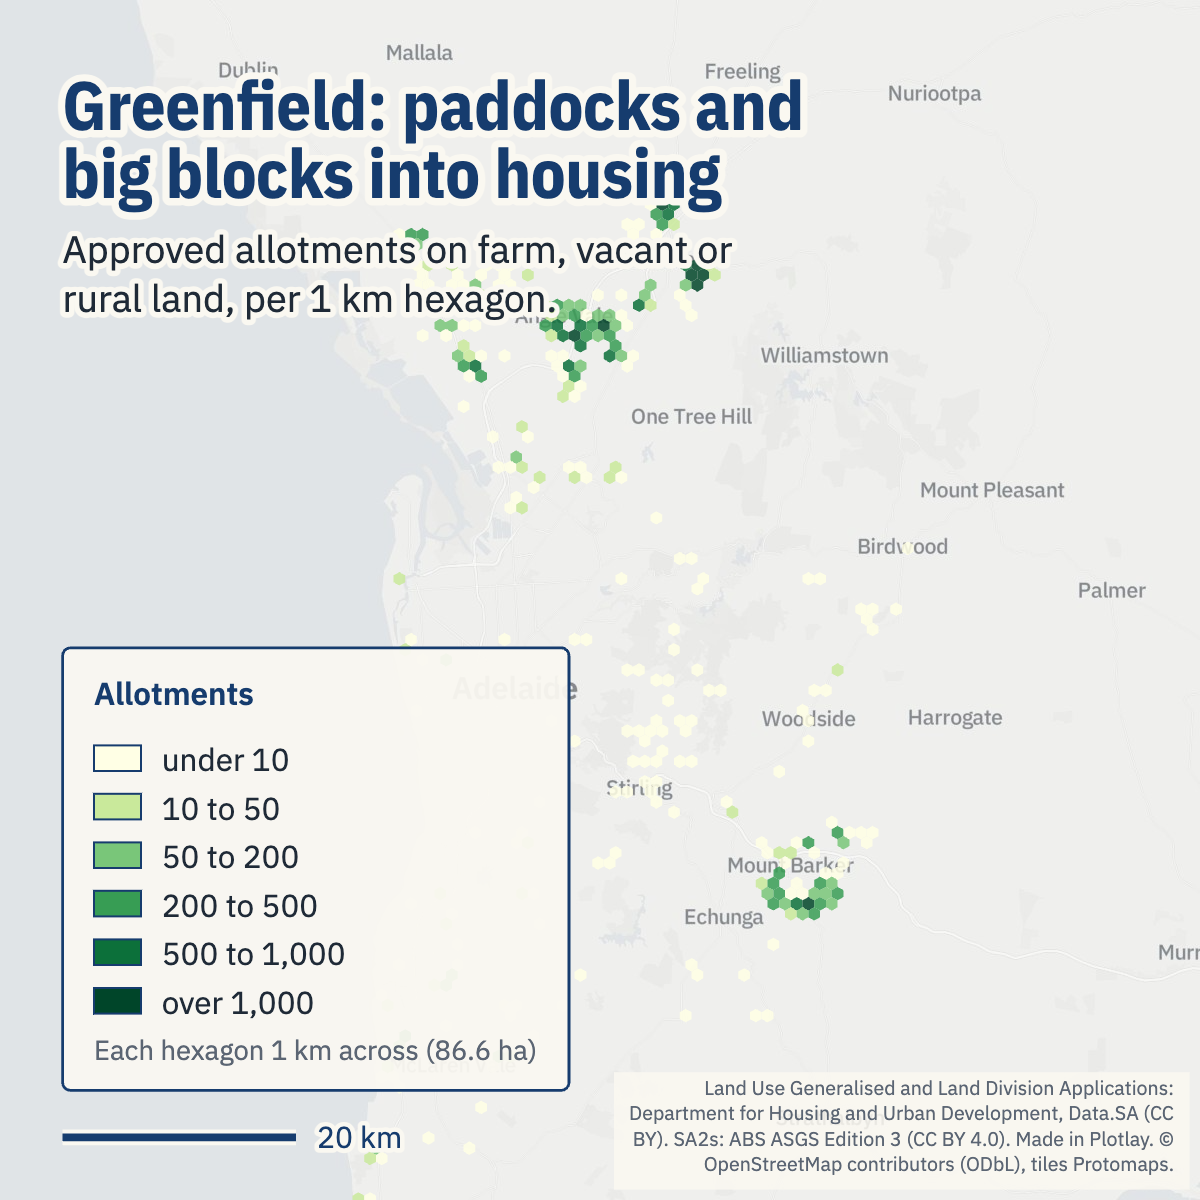 Mallala
Dublin
Freeling
Nuriootpa
Greenfield: paddocks and
big blocks into housing
Approved allotments on farm, vacant or
rural land, per 1 km hexagon.
Williamstown
One Tree Hill
Mount Pleasant
Birdwood
Palmer
Adelaide
Woodside
Harrogate
Stirling
Mount Barker
Echunga
Allotments
under 10
10 to 50
50 to 200
200 to 500
500 to 1,000
over 1,000
Each hexagon 1 km across (86.6 ha)
20 km
Land Use Generalised and Land Division Applications:
Department for Housing and Urban Development, Data.SA (CC
BY). SA2s: ABS ASGS Edition 3 (CC BY 4.0). Made in Plotlay. ©
OpenStreetMap contributors (ODbL), tiles Protomaps.